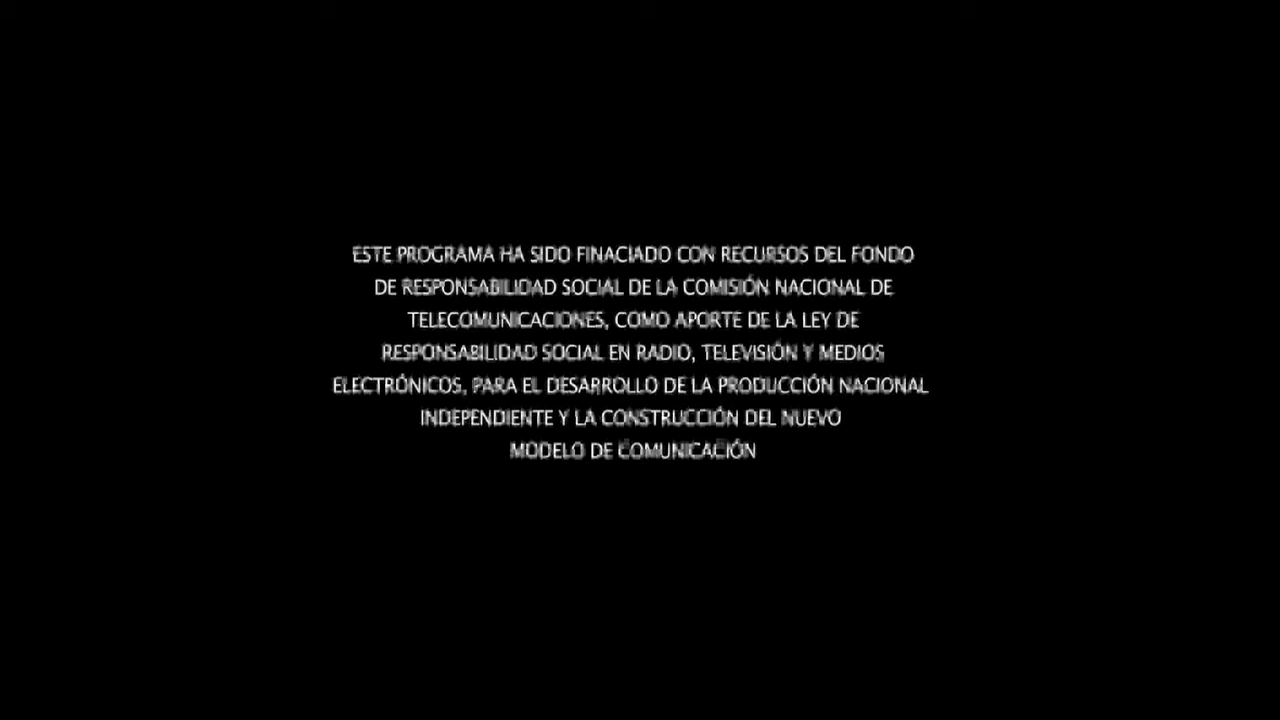 ESTE PROGRAMA HA SIDO FINACIADO CON RECURSOS DEL FONDO
DE RESPONSABILIDAD SOCIAL DE LA COMISIÓN NACIONAL DE
TELECOMUNICACIONES, COMO APORTE DE LA LEY DE
RESPONSABILIDAD SOCIAL EN RADIO, TELEVISIÓN Y MEDIOS
ELECTRÓNICOS, PARA EL DESARROLLO DE LA PRODUCCIÓN NACIONAL
INDEPENDIENTE Y LA CONSTRUCCIÓN DEL NUEVO
MODELO DE COMUNICACIÓN